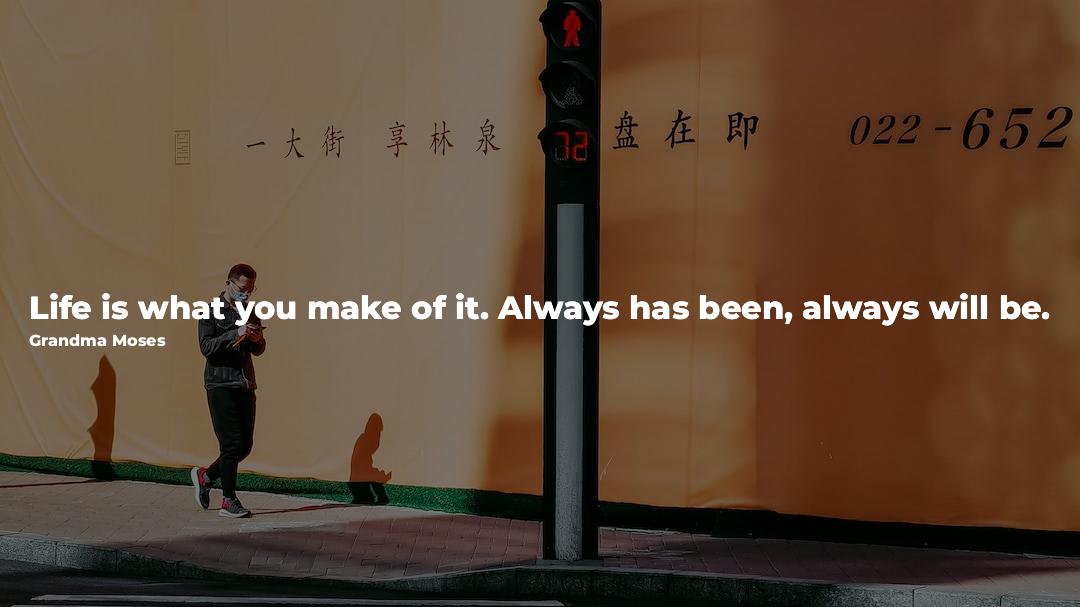 一大街 享林泉 盘在即 022-652
72
Life is what you make of it. Always has been, always will be.
Grandma Moses